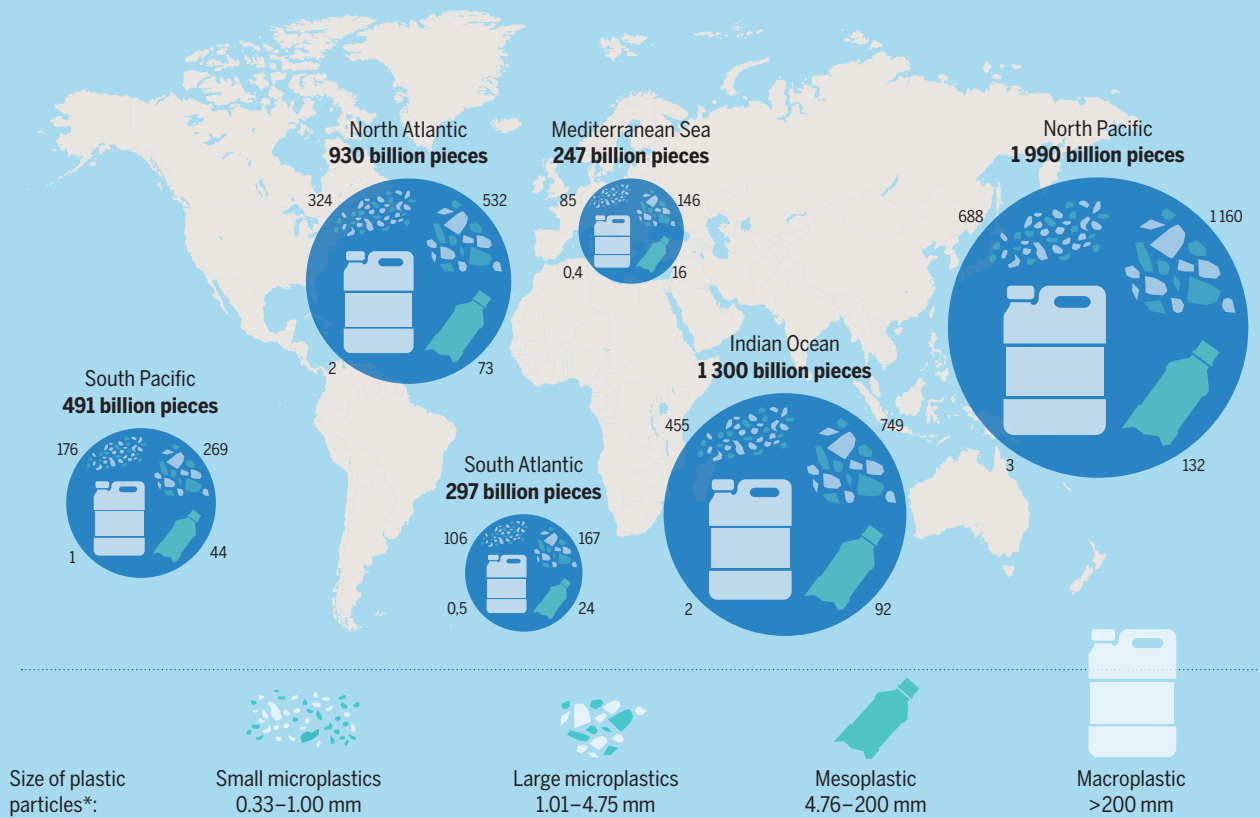 North Atlantic
930 billion pieces
324
532
2
73
Mediterranean Sea
247 billion pieces
85
146
0,4
16
North Pacific
1 990 billion pieces
688
1 160
3
132
South Pacific
491 billion pieces
176
269
1
44
South Atlantic
297 billion pieces
106
167
0,5
24
Indian Ocean
1 300 billion pieces
455
749
2
92
Size of plastic
particles*:
Small microplastics
0.33–1.00 mm
Large microplastics
1.01–4.75 mm
Mesoplastic
4.76–200 mm
Macroplastic
>200 mm